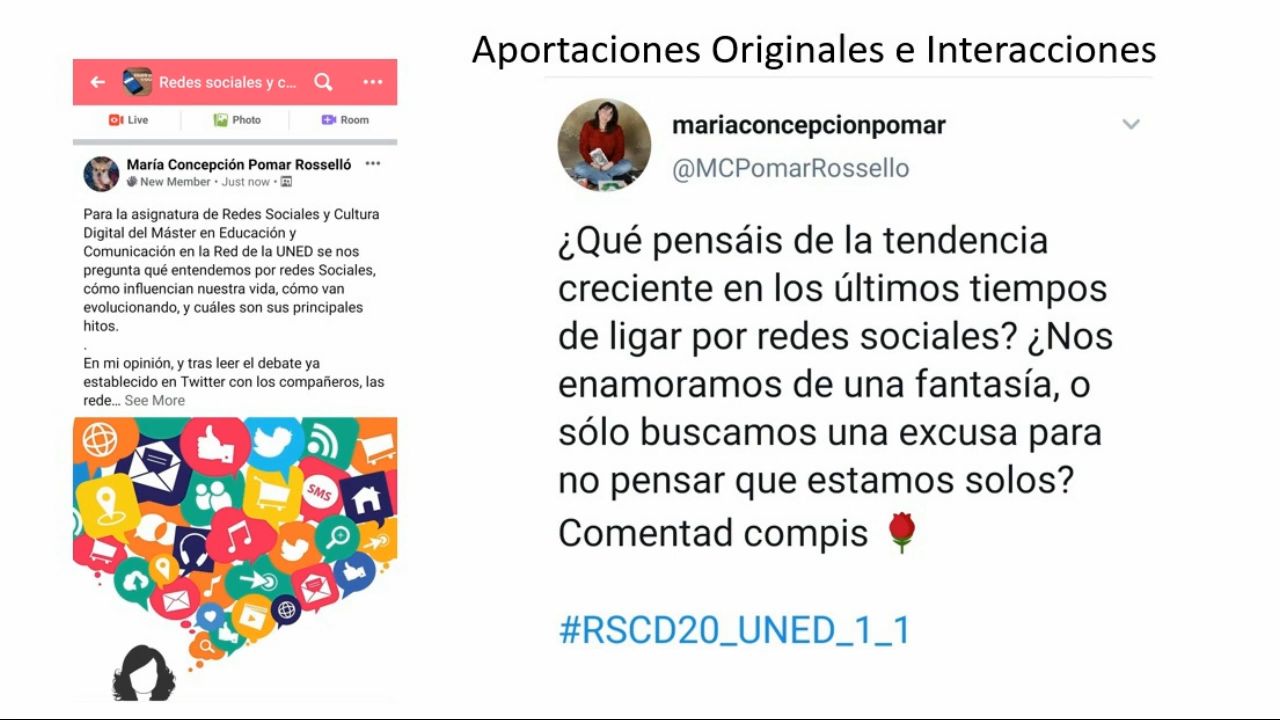 Aportaciones Originales e Interacciones
Redes sociales y c...
Live
Photo
Room
María Concepción Pomar Rosselló
New Member • Just now •
Para la asignatura de Redes Sociales y Cultura
Digital del Máster en Educación y
Comunicación en la Red de la UNED se nos
pregunta qué entendemos por redes Sociales,
cómo influencian nuestra vida, cómo van
evolucionando, y cuáles son sus principales
hitos.
.
En mi opinión, y tras leer el debate ya
establecido en Twitter con los compañeros, las
rede... See More
SMS
mariaconcepcionpomar
@MCPomarRossello
¿Qué pensáis de la tendencia
creciente en los últimos tiempos
de ligar por redes sociales? ¿Nos
enamoramos de una fantasía, o
sólo buscamos una excusa para
no pensar que estamos solos?
Comentad compis 🌹
#RSCD20_UNED_1_1